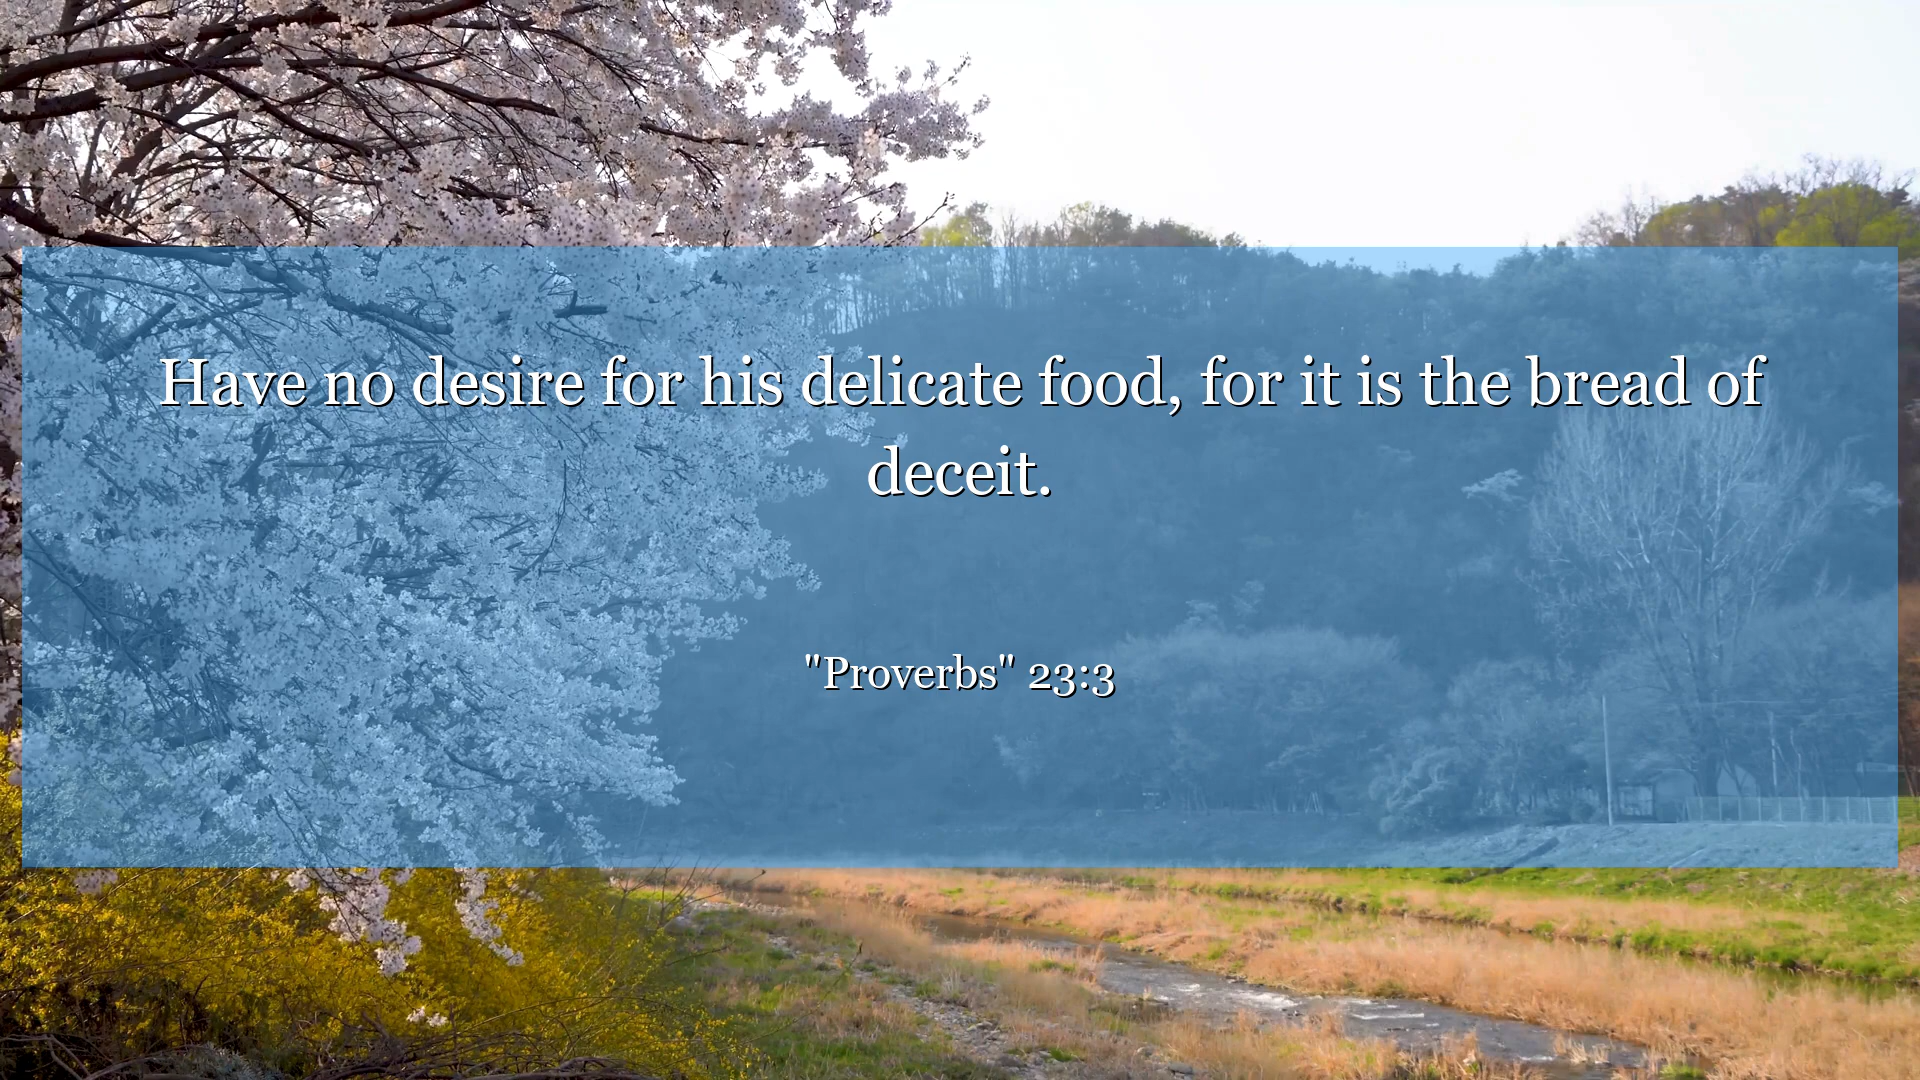 Have no desire for his delicate food, for it is the bread of
deceit.
"Proverbs" 23:3